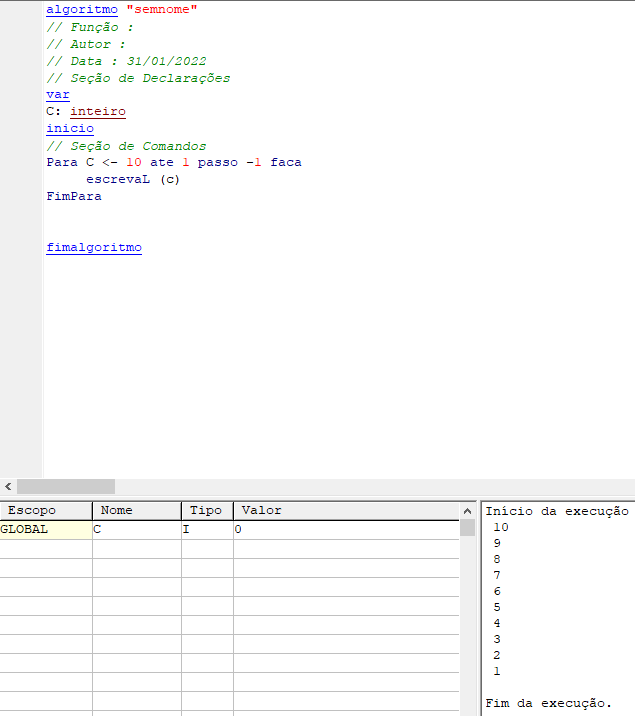 algoritmo "semnome"
// Função :
// Autor :
// Data : 31/01/2022
// Seção de Declarações
var
C: inteiro
inicio
// Seção de Comandos
Para C <- 10 ate 1 passo -1 faca
escrevaL (c)
FimPara
fimalgoritmo
Escopo Nome Tipo Valor
GLOBAL C I 0
Início da execução
10
9
8
7
6
5
4
3
2
1
Fim da execução.